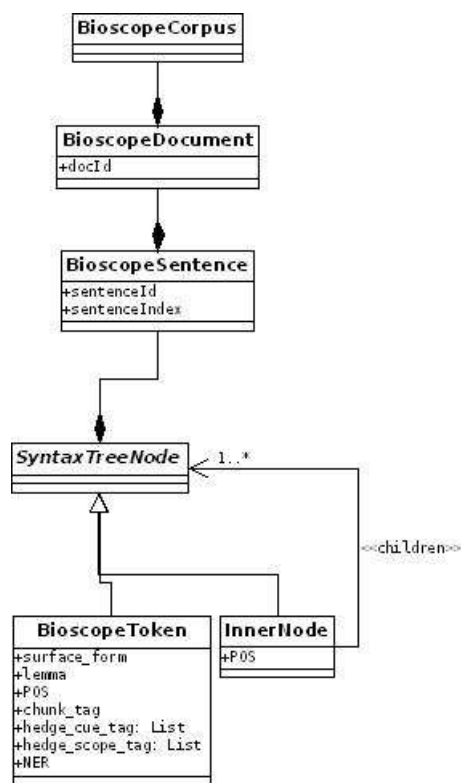 BioscopeCorpus
BioscopeDocument
+docId
BioscopeSentence
+sentenceId
+sentenceIndex
SyntaxTreeNode
1..*
<<children>>
BioscopeToken
+surface_form
+lemma
+POS
+chunk_tag
+hedge_cue_tag: List
+hedge_scope_tag: List
+NER
InnerNode
+POS